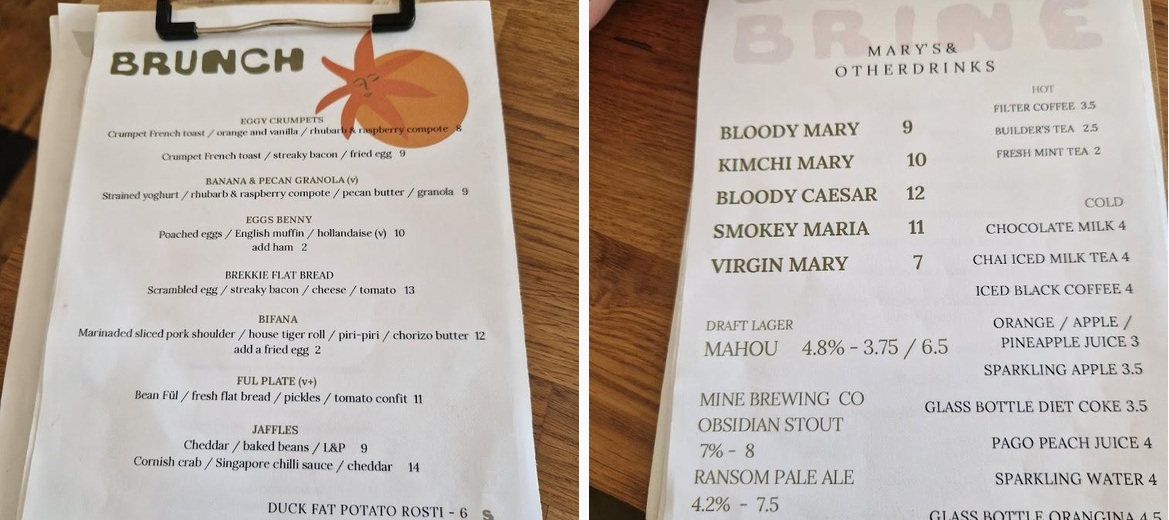 BRUNCH
EGGY CRUMPETS
Crumpet French toast / orange and vanilla / rhubarb & raspberry compote 8
Crumpet French toast / streaky bacon / fried egg 9
BANANA & PECAN GRANOLA (v)
Strained yoghurt / rhubarb & raspberry compote / pecan butter / granola 9
EGGS BENNY
Poached eggs / English muffin / hollandaise (v) 10
add ham 2
BREKKIE FLAT BREAD
Scrambled egg / streaky bacon / cheese / tomato 13
BIFANA
Marinaded sliced pork shoulder / house tiger roll / piri-piri / chorizo butter 12
add a fried egg 2
FUL PLATE (v+)
Bean Fül / fresh flat bread / pickles / tomato confit 11
JAFFLES
Cheddar / baked beans / L&P 9
Cornish crab / Singapore chilli sauce / cheddar 14
DUCK FAT POTATO ROSTI - 6
BRINE
MARY'S &
OTHERDRINKS
BLOODY MARY 9
KIMCHI MARY 10
BLOODY CAESAR 12
SMOKEY MARIA 11
VIRGIN MARY 7
DRAFT LAGER
MAHOU 4.8% - 3.75 / 6.5
MINE BREWING CO
OBSIDIAN STOUT
7% - 8
RANSOM PALE ALE
4.2% - 7.5
HOT
FILTER COFFEE 3.5
BUILDER'S TEA 2.5
FRESH MINT TEA 2
COLD
CHOCOLATE MILK 4
CHAI ICED MILK TEA 4
ICED BLACK COFFEE 4
ORANGE / APPLE /
PINEAPPLE JUICE 3
SPARKLING APPLE 3.5
GLASS BOTTLE DIET COKE 3.5
PAGO PEACH JUICE 4
SPARKLING WATER 4
GLASS BOTTLE ORANGINA 4.5